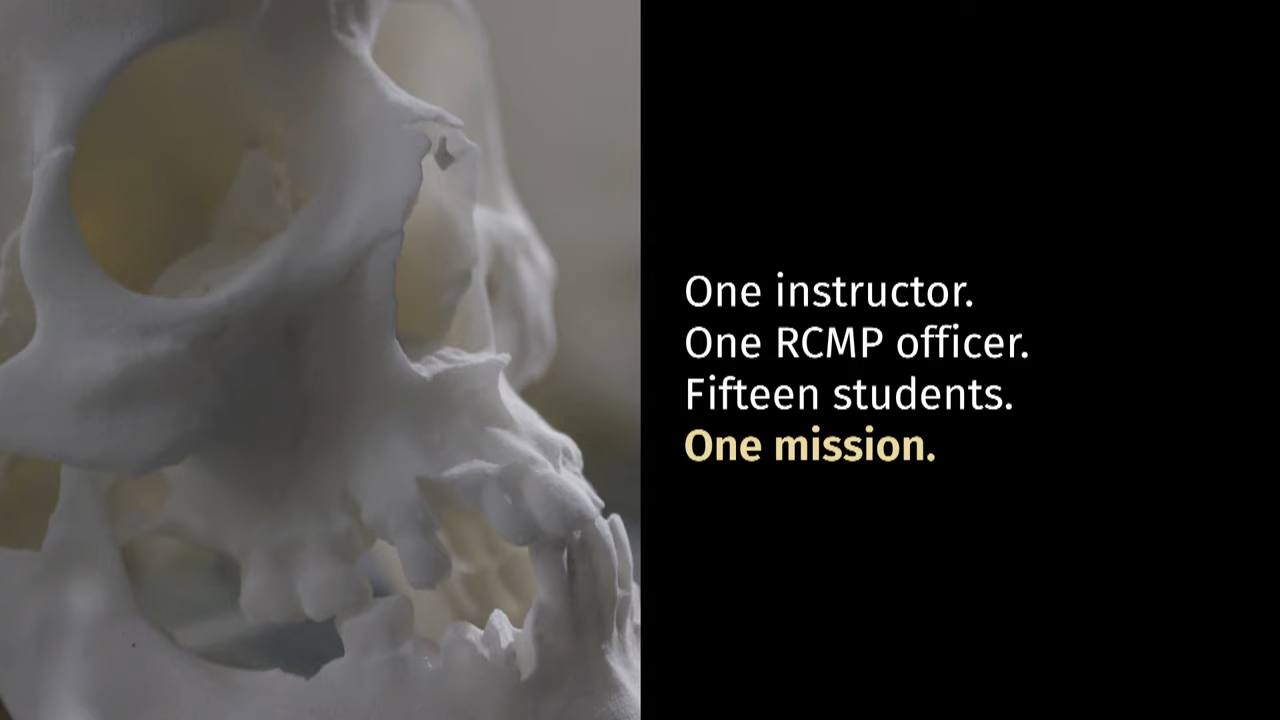 One instructor.
One RCMP officer.
Fifteen students.
One mission.